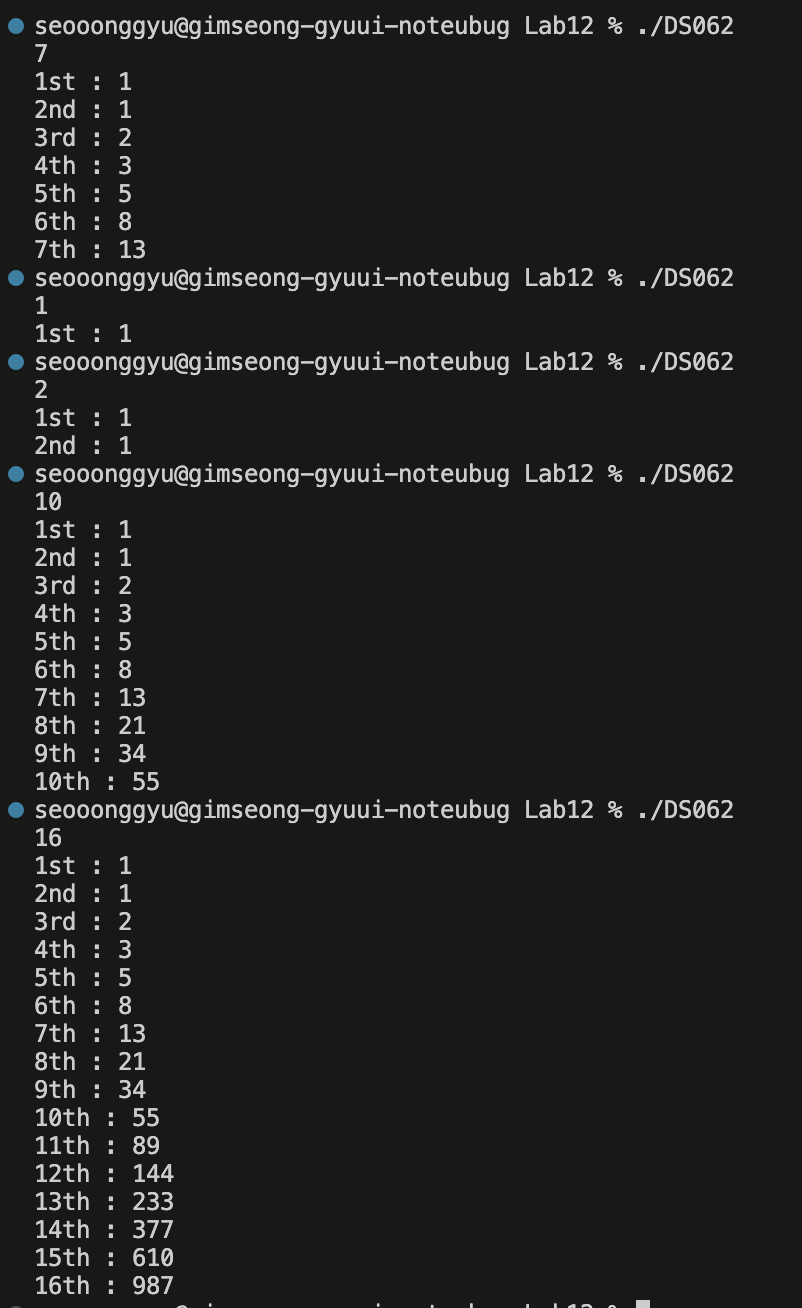 seooonggyu@gimseong-gyuui-noteubug Lab12 % ./DS062
7
1st : 1
2nd : 1
3rd : 2
4th : 3
5th : 5
6th : 8
7th : 13
seooonggyu@gimseong-gyuui-noteubug Lab12 % ./DS062
1
1st : 1
seooonggyu@gimseong-gyuui-noteubug Lab12 % ./DS062
2
1st : 1
2nd : 1
seooonggyu@gimseong-gyuui-noteubug Lab12 % ./DS062
10
1st : 1
2nd : 1
3rd : 2
4th : 3
5th : 5
6th : 8
7th : 13
8th : 21
9th : 34
10th : 55
seooonggyu@gimseong-gyuui-noteubug Lab12 % ./DS062
16
1st : 1
2nd : 1
3rd : 2
4th : 3
5th : 5
6th : 8
7th : 13
8th : 21
9th : 34
10th : 55
11th : 89
12th : 144
13th : 233
14th : 377
15th : 610
16th : 987